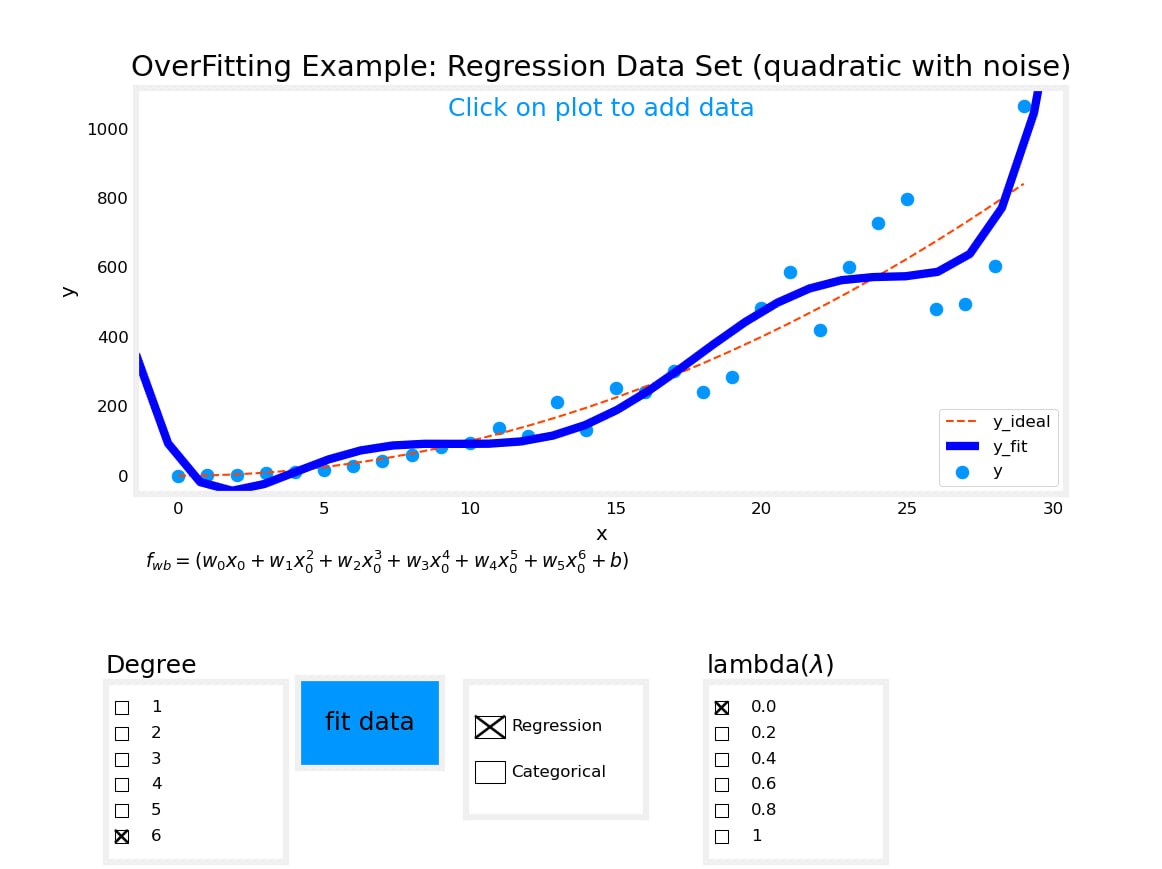 OverFitting Example: Regression Data Set (quadratic with noise)
Click on plot to add data
1000
800
600
400
200
0
y
y_ideal
y_fit
y
0 5 10 15 20 25 30
x
$f_{wb} = (w_0x_0 + w_1x_0^2 + w_2x_0^3 + w_3x_0^4 + w_4x_0^5 + w_5x_0^6 + b)$
Degree
1
2
3
4
5
6
fit data
Regression
Categorical
lambda(λ)
0.0
0.2
0.4
0.6
0.8
1